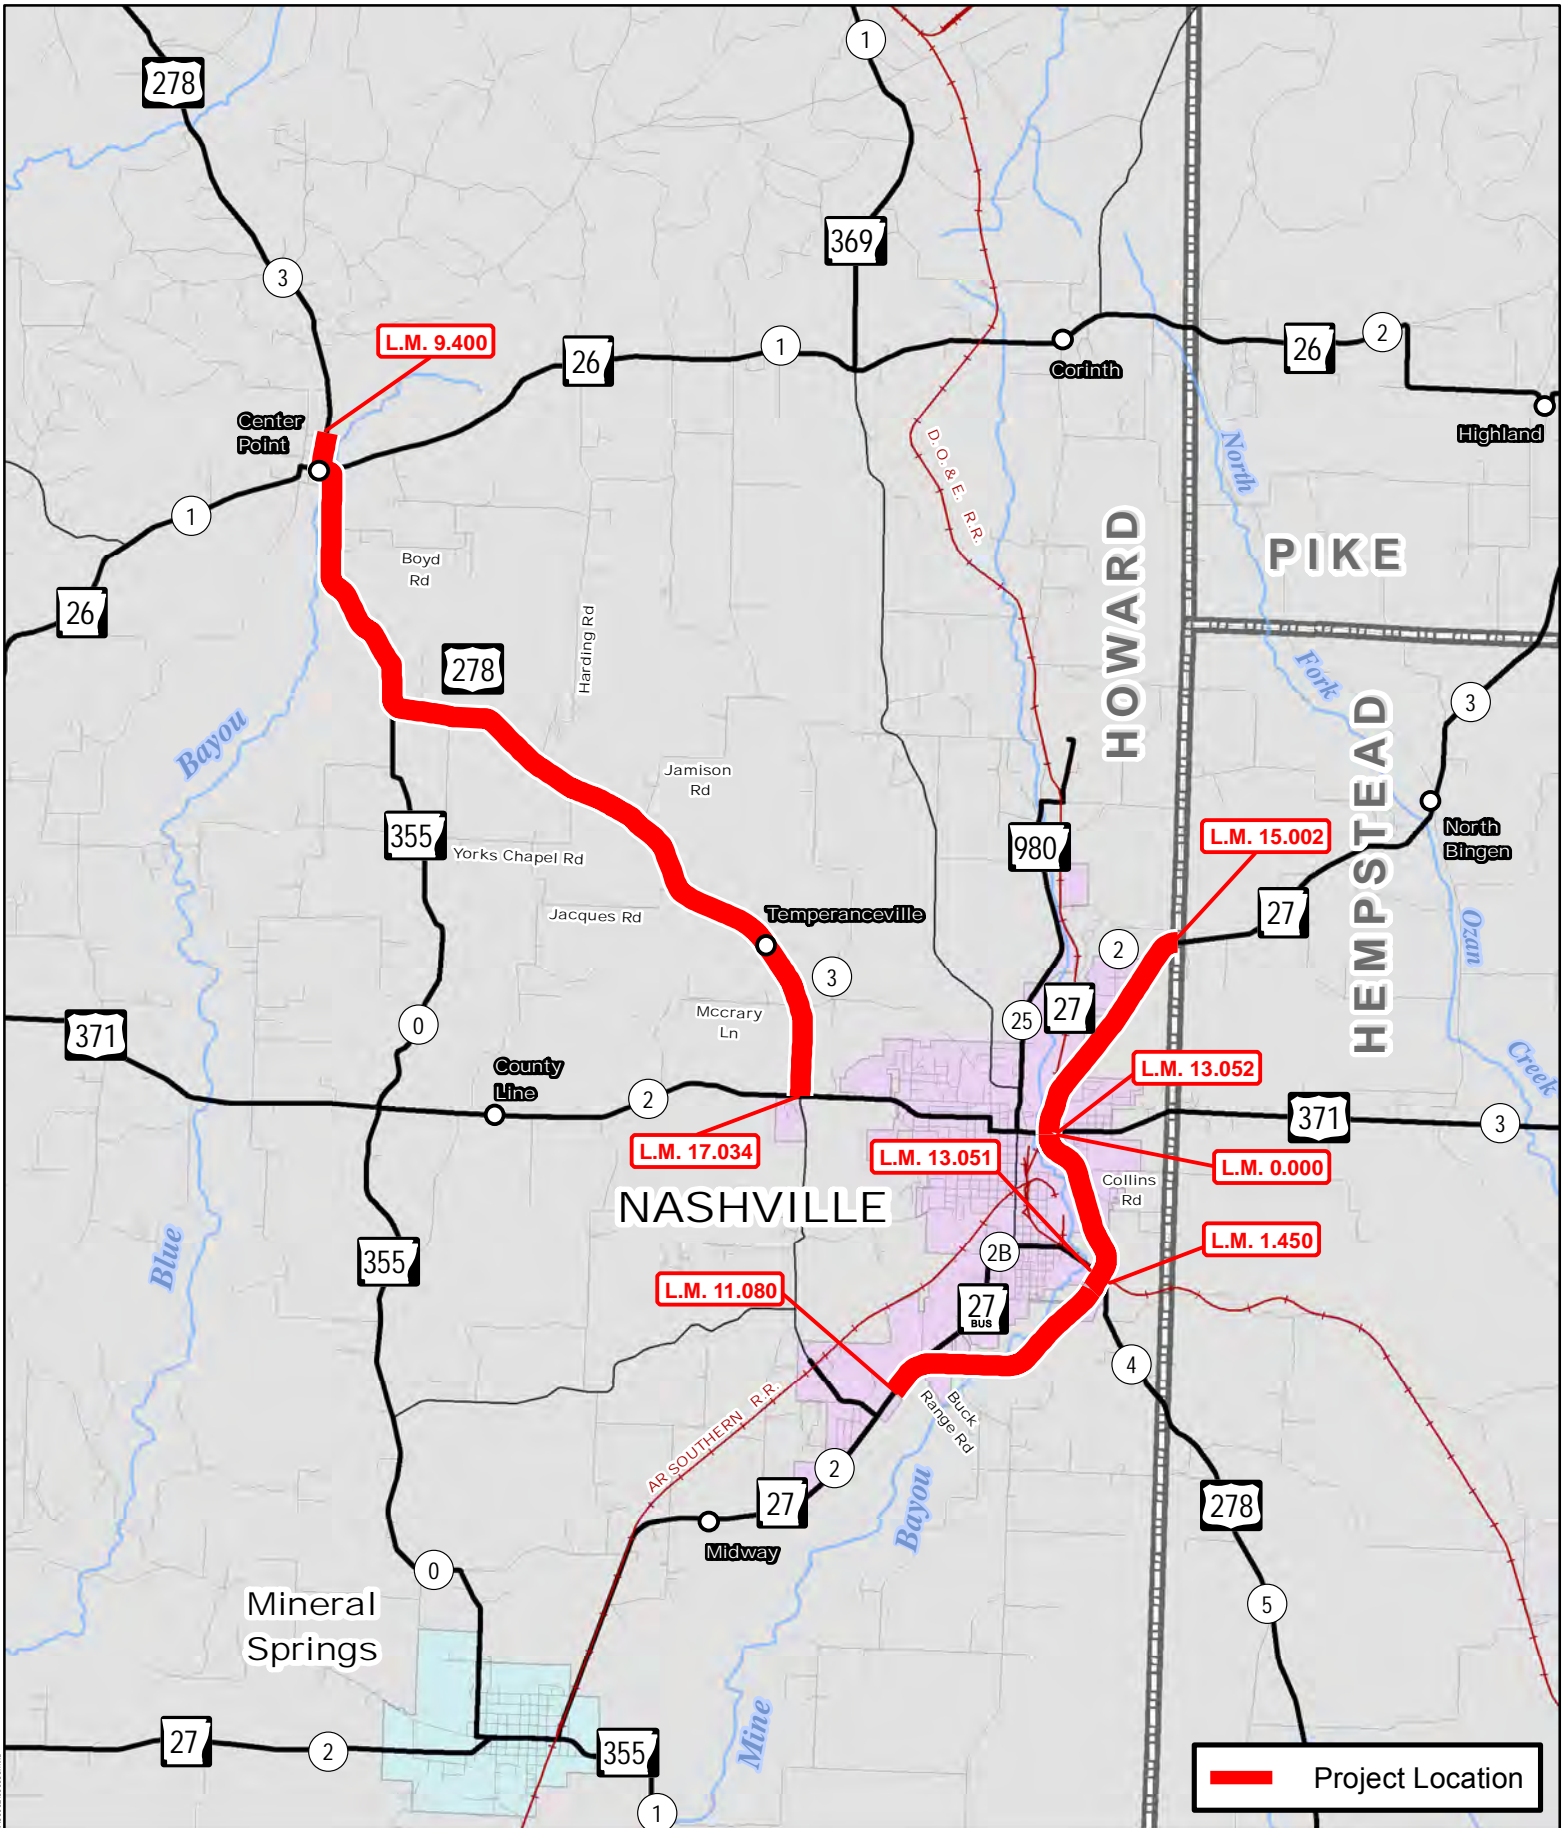 1
278
369
3
L.M. 9.400
26
1
26
2
Corinth
Highland
Center
Point
D.O.& E. R.R.
North
1
HOWARD
PIKE
Boyd
Rd
26
Harding Rd
278
Fork
3
Bayou
HEMPSTEAD
Jamison
Rd
355
Yorks Chapel Rd
980
L.M. 15.002
North
Bingen
Jacques Rd
Temperanceville
27
Ozan
2
3
Mccrary
Ln
27
25
0
371
County
Line
L.M. 13.052
Creek
2
371
3
L.M. 17.034
L.M. 13.051
L.M. 0.000
NASHVILLE
Collins
Rd
Blue
355
2B
L.M. 1.450
L.M. 11.080
27
BUS
4
AR SOUTHERN R.R.
Buck
Range Rd
2
27
Bayou
278
Midway
0
Mineral
Springs
5
Mine
27
2
355
1
Project Location